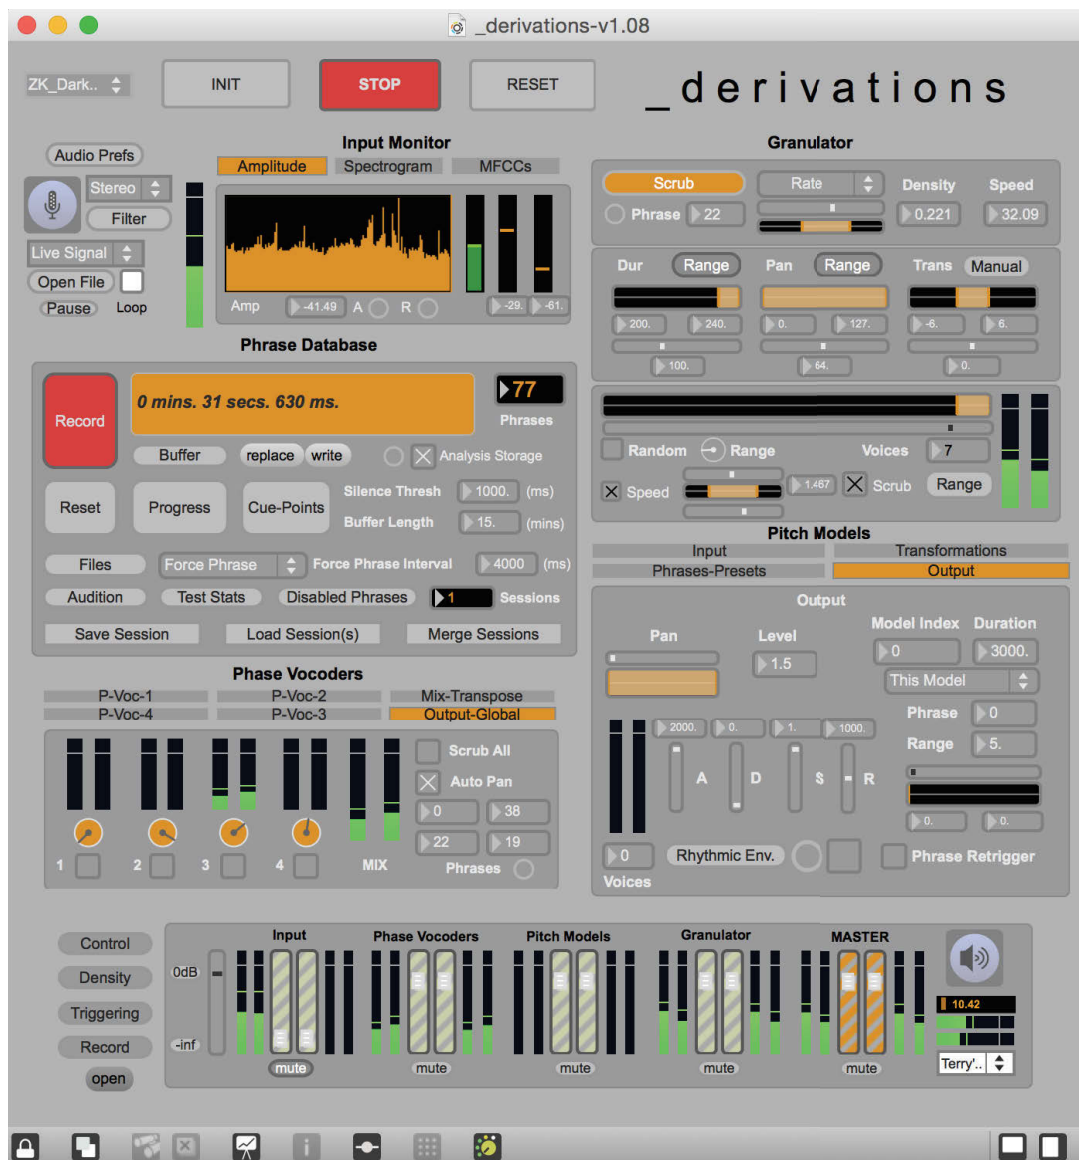 _derivations-v1.08
ZK_Dark..
INIT
STOP
RESET
_derivations
Audio Prefs
Stereo
Filter
Live Signal
Open File
Pause
Loop
Input Monitor
Amplitude
Spectrogram
MFCCs
Amp
-41.49
A
R
-29.
-61.
Granulator
Scrub
Rate
Density
Speed
Phrase
22
0.221
32.09
Dur
Range
Pan
Range
Trans
Manual
200.
240.
0.
127.
-6.
6.
100.
64.
0.
Random
Range
Voices
7
Speed
1.467
Scrub
Range
Phrase Database
Record
0 mins. 31 secs. 630 ms.
77
Phrases
Buffer
replace
write
Analysis Storage
Reset
Progress
Cue-Points
Silence Thresh
1000.
(ms)
Buffer Length
15.
(mins)
Files
Force Phrase
Force Phrase Interval
4000
(ms)
Audition
Test Stats
Disabled Phrases
1
Sessions
Save Session
Load Session(s)
Merge Sessions
Pitch Models
Input
Transformations
Phrases-Presets
Output
Output
Pan
Level
Model Index
Duration
1.5
0
3000.
This Model
Phrase
0
Range
5.
2000.
0.
1.
1000.
A
D
S
R
0.
0.
0
Rhythmic Env.
Phrase Retrigger
Voices
Phase Vocoders
P-Voc-1
P-Voc-2
Mix-Transpose
P-Voc-4
P-Voc-3
Output-Global
Scrub All
Auto Pan
0
38
22
19
1
2
3
4
MIX
Phrases
Control
Density
Triggering
Record
open
0dB
-inf
Input
Phase Vocoders
Pitch Models
Granulator
MASTER
mute
mute
mute
mute
mute
10.42
Terry'..